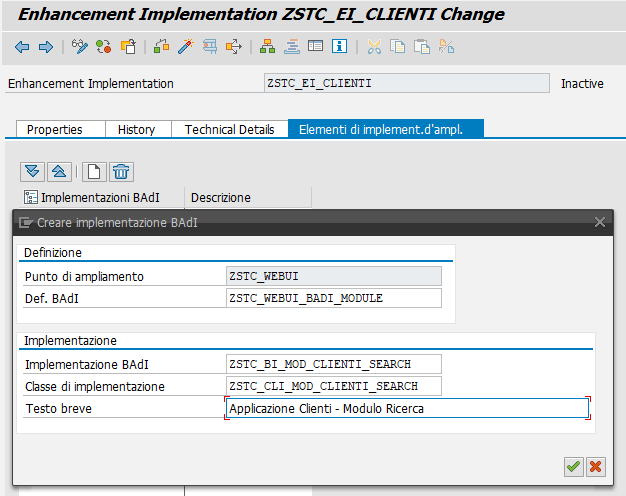 Enhancement Implementation ZSTC_EI_CLIENTI Change
Enhancement Implementation ZSTC_EI_CLIENTI Inactive
Properties History Technical Details Elementi di implement.d'ampl.
Implementazioni BAdI Descrizione
Creare implementazione BAdI
Definizione
Punto di ampliamento ZSTC_WEBUI
Def. BAdI ZSTC_WEBUI_BADI_MODULE
Implementazione
Implementazione BAdI ZSTC_BI_MOD_CLIENTI_SEARCH
Classe di implementazione ZSTC_CLI_MOD_CLIENTI_SEARCH
Testo breve Applicazione Clienti - Modulo Ricerca